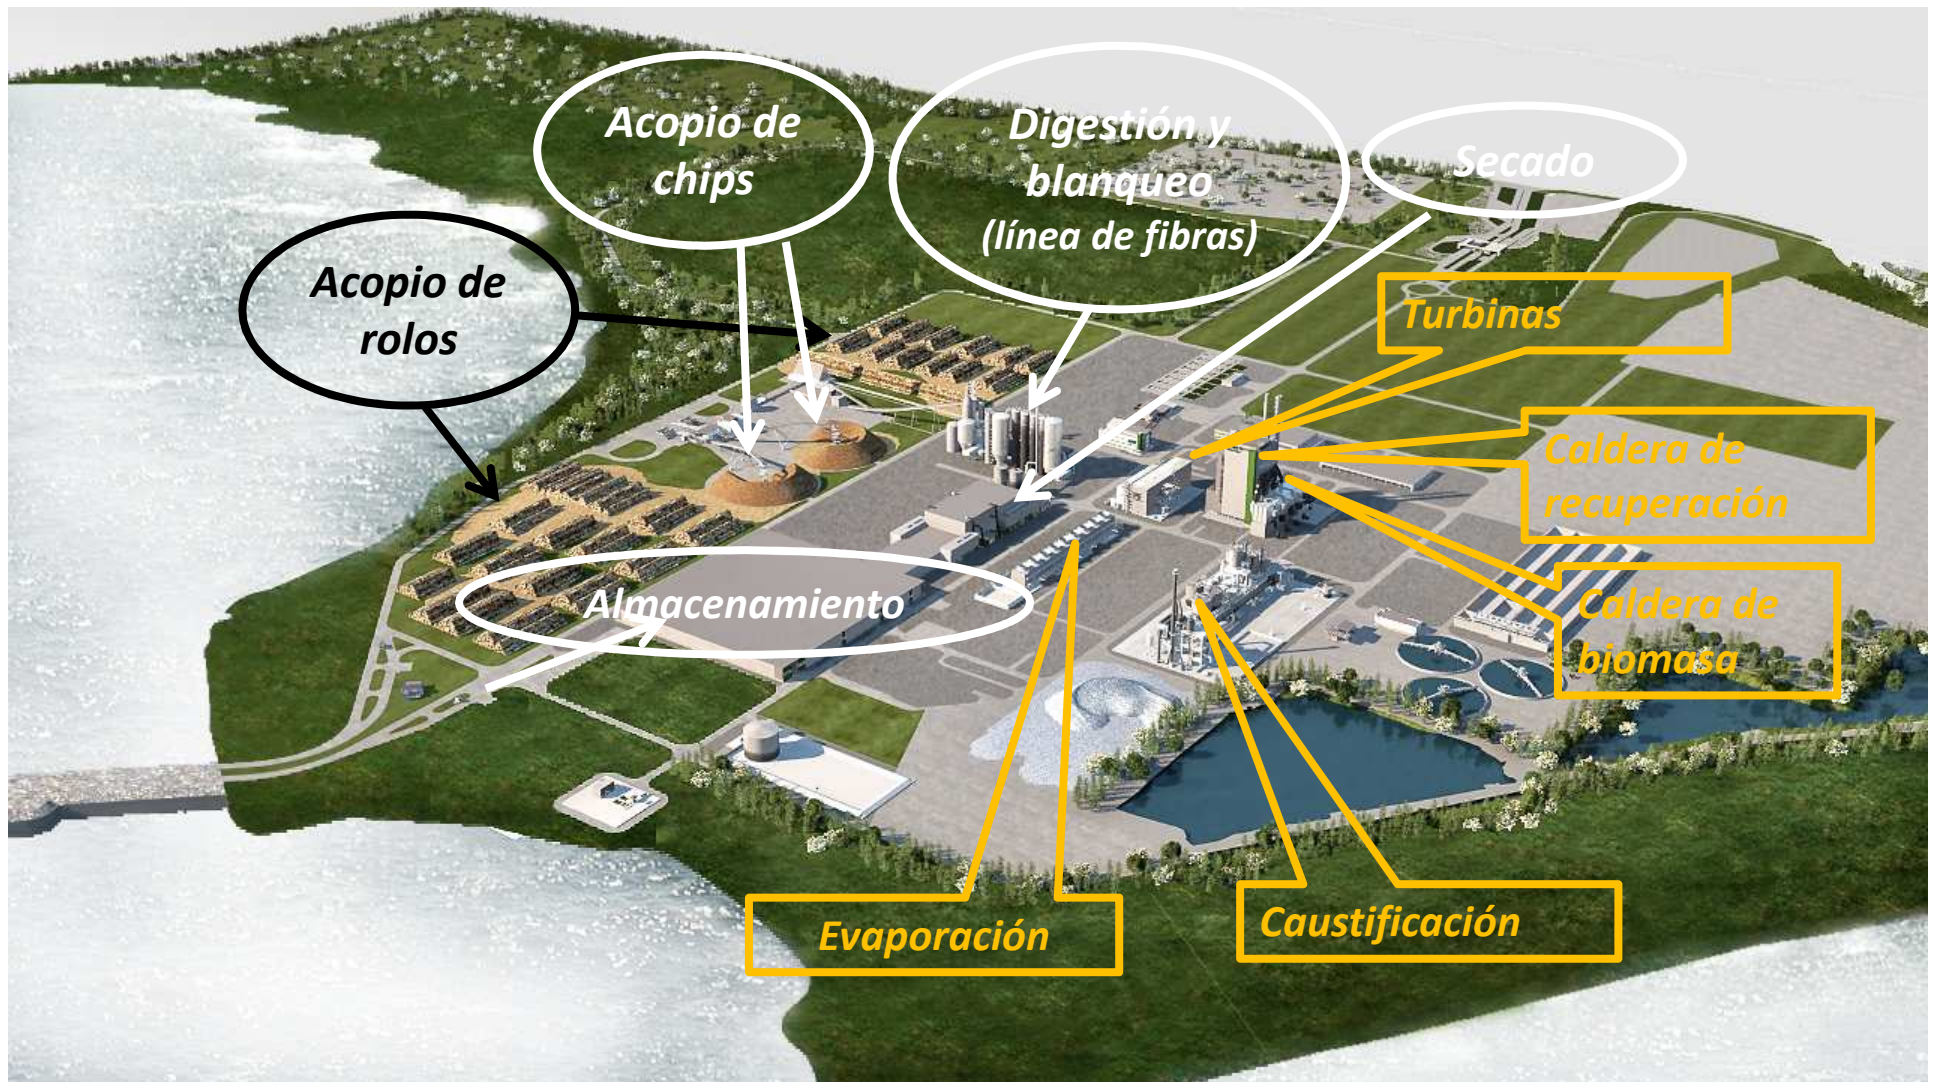 Acopio de
chips
Digestión y
blanqueo
(línea de fibras)
Secado
Acopio de
rolos
Turbinas
Caldera de
recuperación
Almacenamiento
Caldera de
biomasa
Evaporación
Caustificación